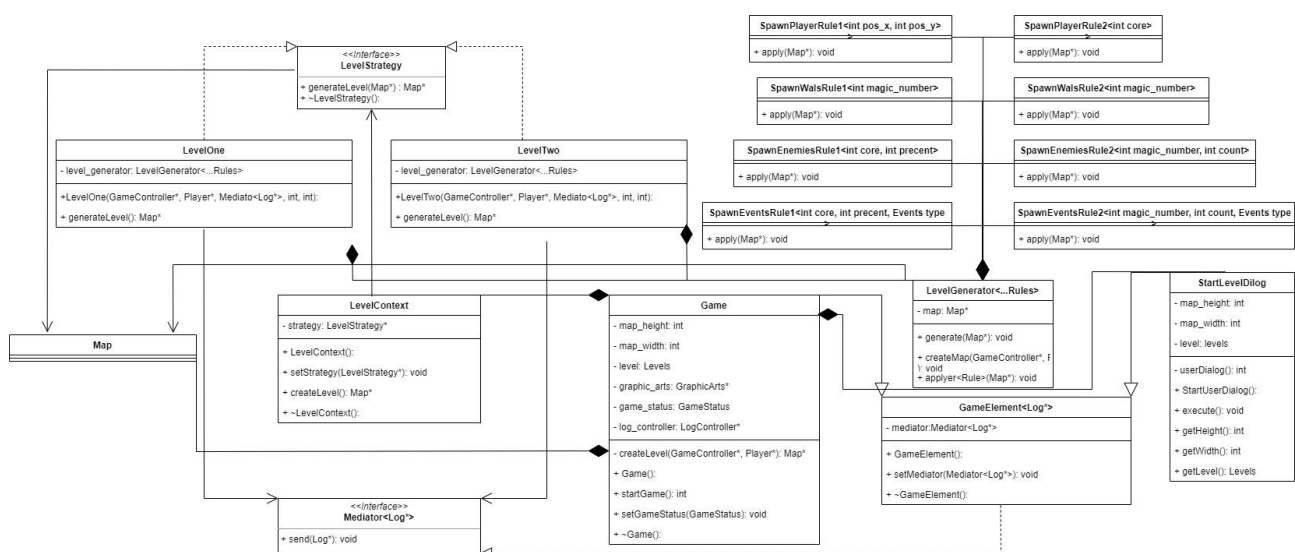 <<interface>>
LevelStrategy
+ generateLevel(Map*) : Map*
+ ~LevelStrategy():
SpawnPlayerRule1<int pos_x, int pos_y>
+ apply(Map*): void
SpawnPlayerRule2<int core>
+ apply(Map*): void
SpawnWalsRule1<int magic_number>
+ apply(Map*): void
SpawnWalsRule2<int magic_number>
+ apply(Map*): void
SpawnEnemiesRule1<int core, int precent>
+ apply(Map*): void
SpawnEnemiesRule2<int magic_number, int count>
+ apply(Map*): void
SpawnEventsRule1<int core, int precent, Events type
+ apply(Map*): void
SpawnEventsRule2<int magic_number, int count, Events type
+ apply(Map*): void
LevelOne
- level_generator: LevelGenerator<...Rules>
+LevelOne(GameController*, Player*, Mediato<Log*>, int, int):
+ generateLevel(): Map*
LevelTwo
- level_generator: LevelGenerator<...Rules>
+LevelTwo(GameController*, Player*, Mediato<Log*>, int, int):
+ generateLevel(): Map*
Map
LevelContext
- strategy: LevelStrategy*
+ LevelContext():
+ setStrategy(LevelStrategy*): void
+ createLevel(): Map*
+ ~LevelContext():
Game
- map_height: int
- map_width: int
- level: Levels
- graphic_arts: GraphicArts*
- game_status: GameStatus
- log_controller: LogController*
- createLevel(GameController*, Player*): Map*
+ Game():
+ startGame(): int
+ setGameStatus(GameStatus): void
+ ~Game():
LevelGenerator<...Rules>
- map: Map*
+ generate(Map*): void
+ createMap(GameController*, F
): void
+ applyer<Rule>(Map*): void
StartLevelDilog
- map_height: int
- map_width: int
- level: levels
- userDialog(): int
+ StartUserDialog():
+ execute(): void
+ getHeight(): int
+ getWidth(): int
+ getLevel(): Levels
GameElement<Log*>
- mediator:Mediator<Log*>
+ GameElement():
+ setMediator(Mediator<Log*>): void
+ ~GameElement():
<<interface>>
Mediator<Log*>
+ send(Log*): void